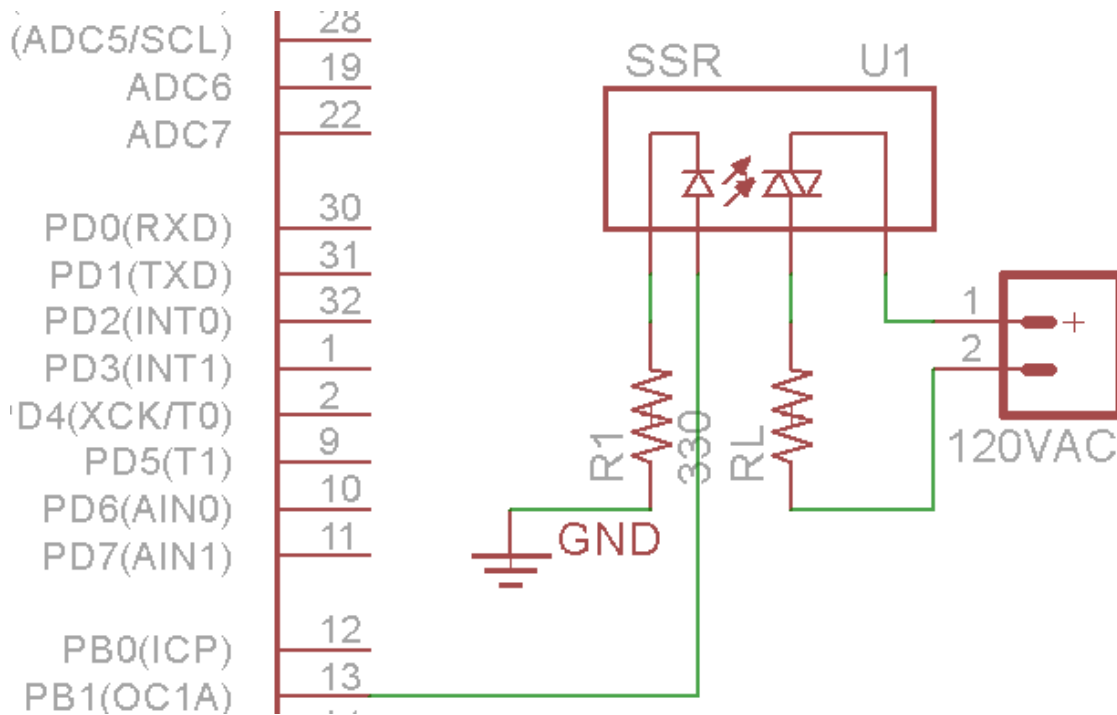 28
(ADC5/SCL)
19
ADC6
22
ADC7
30
PD0(RXD)
31
PD1(TXD)
32
PD2(INT0)
1
PD3(INT1)
2
D4(XCK/T0)
9
PD5(T1)
10
PD6(AIN0)
11
PD7(AIN1)
12
PB0(ICP)
13
PB1(OC1A)
SSR U1
R1
330
RL
GND
1
+
2
120VAC